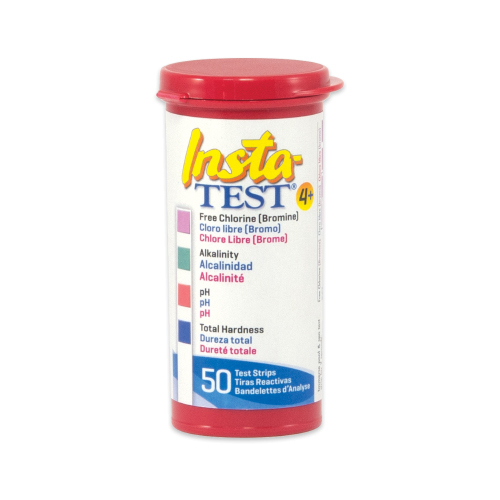 Insta-
TEST® 4+
Free Chlorine (Bromine)
Cloro libre (Bromo)
Chlore Libre (Brome)
Alkalinity
Alcalinidad
Alcalinité
pH
pH
pH
Total Hardness
Dureza total
Dureté totale
50 Test Strips
Tiras Reactivas
Bandelettes d'Analyse